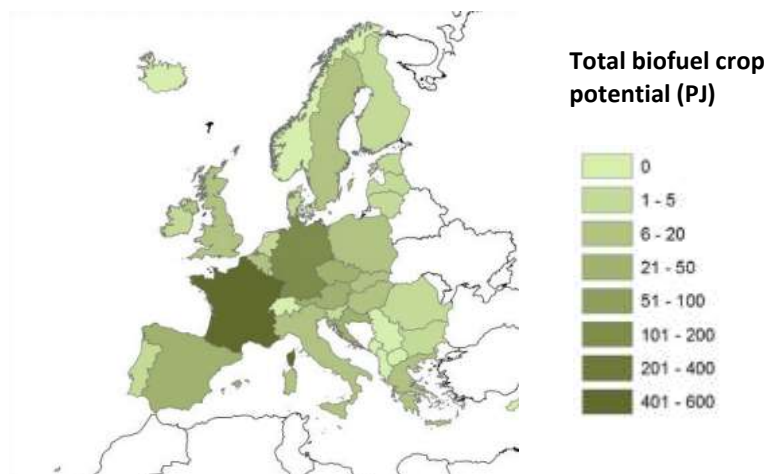 Total biofuel crop
potential (PJ)
0
1 - 5
6 - 20
21 - 50
51 - 100
101 - 200
201 - 400
401 - 600